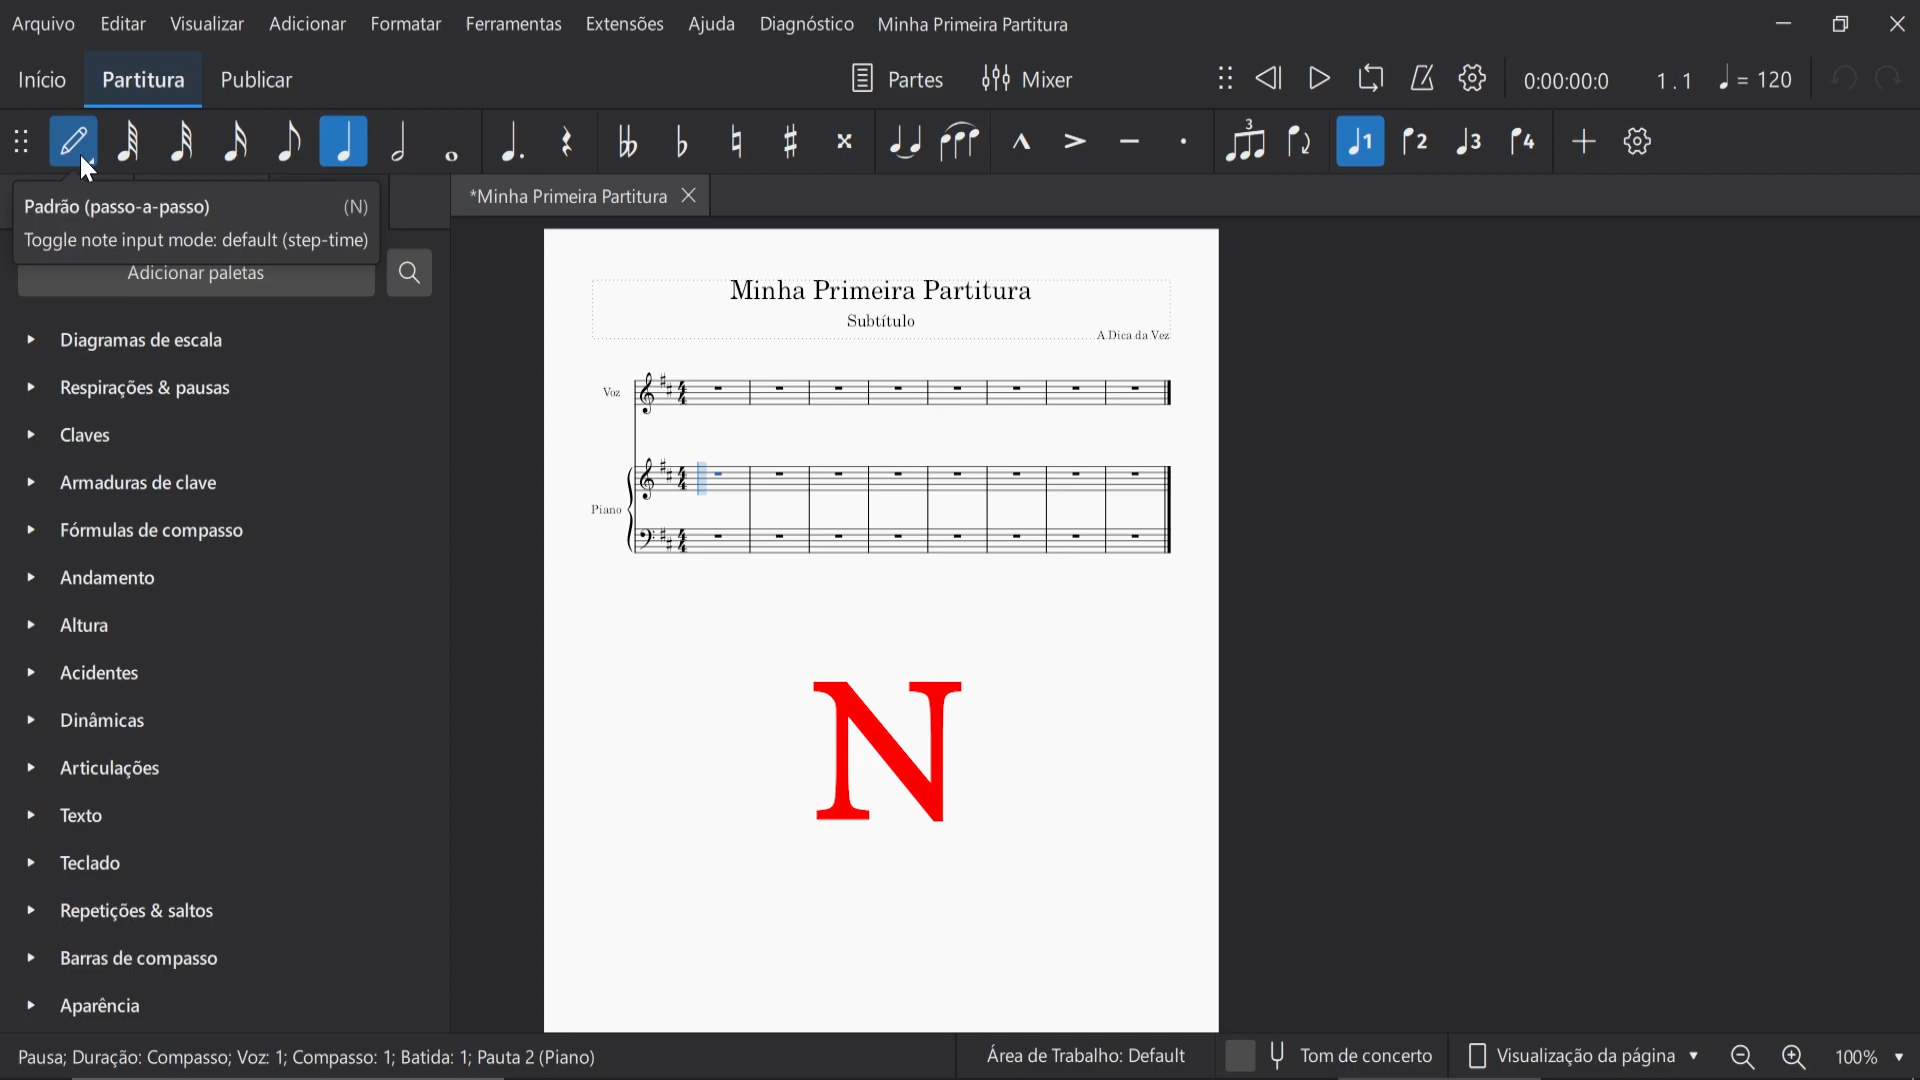 Arquivo Editar Visualizar Adicionar Formatar Ferramentas Extensões Ajuda Diagnóstico Minha Primeira Partitura
Início Partitura Publicar Partes Mixer 0:00:00:0 1 . 1 = 120
3 1 2 3 4
*Minha Primeira Partitura
Padrão (passo-a-passo) (N)
Toggle note input mode: default (step-time)
Adicionar paletas
Diagramas de escala
Respirações & pausas
Claves
Armaduras de clave
Fórmulas de compasso
Andamento
Altura
Acidentes
Dinâmicas
Articulações
Texto
Teclado
Repetições & saltos
Barras de compasso
Aparência
Minha Primeira Partitura
Subtítulo
A Dica da Vez
Voz
Piano
N
Pausa; Duração: Compasso; Voz: 1; Compasso: 1; Batida: 1; Pauta 2 (Piano) Área de Trabalho: Default Tom de concerto Visualização da página 100%